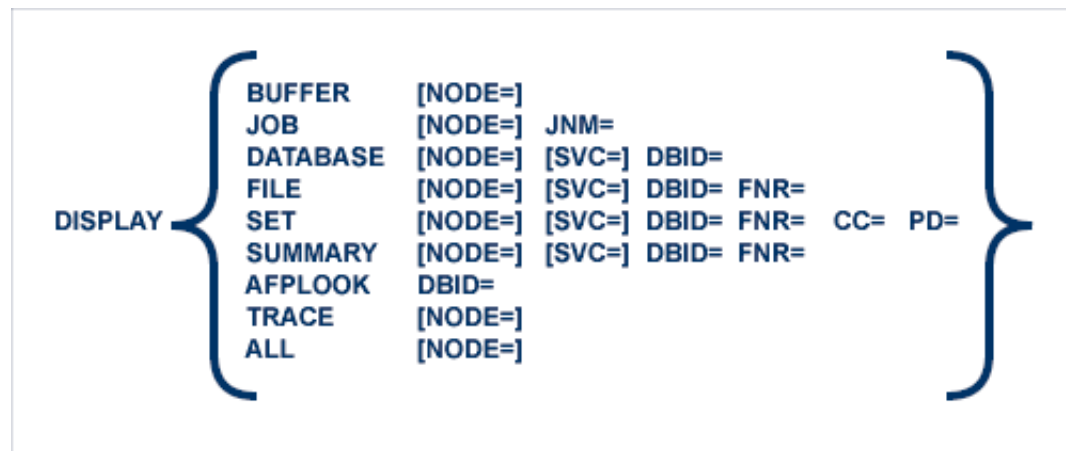 BUFFER [NODE=]
JOB [NODE=] JNM=
DATABASE [NODE=] [SVC=] DBID=
FILE [NODE=] [SVC=] DBID= FNR=
DISPLAY SET [NODE=] [SVC=] DBID= FNR= CC= PD=
SUMMARY [NODE=] [SVC=] DBID= FNR=
AFPLOOK DBID=
TRACE [NODE=]
ALL [NODE=]